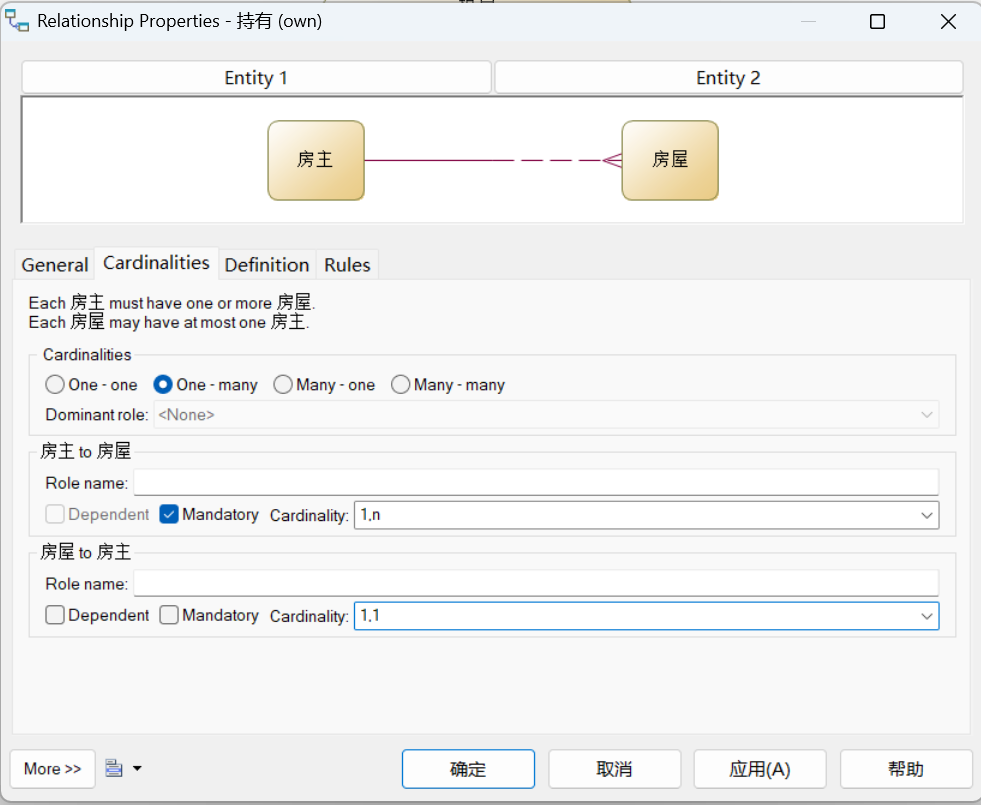 Relationship Properties - 持有 (own)
Entity 1
Entity 2
房主
房屋
General
Cardinalities
Definition
Rules
Each 房主 must have one or more 房屋.
Each 房屋 may have at most one 房主.
Cardinalities
One - one
One - many
Many - one
Many - many
Dominant role:
<None>
房主 to 房屋
Role name:
Dependent
Mandatory
Cardinality:
1,n
房屋 to 房主
Role name:
Dependent
Mandatory
Cardinality:
1,1
More >>
确定
取消
应用(A)
帮助